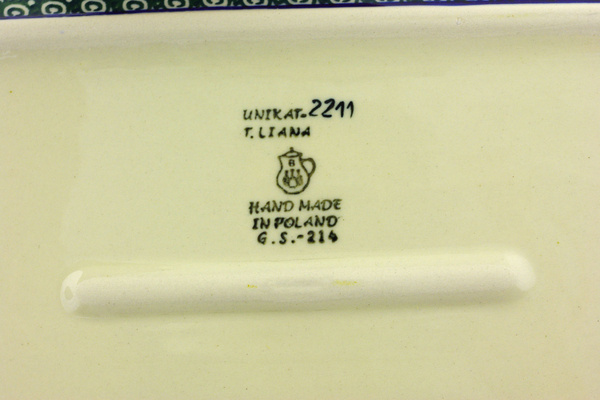 UNIKAT-2211
T. LIANA
B
HAND MADE
IN POLAND
G. S.-214